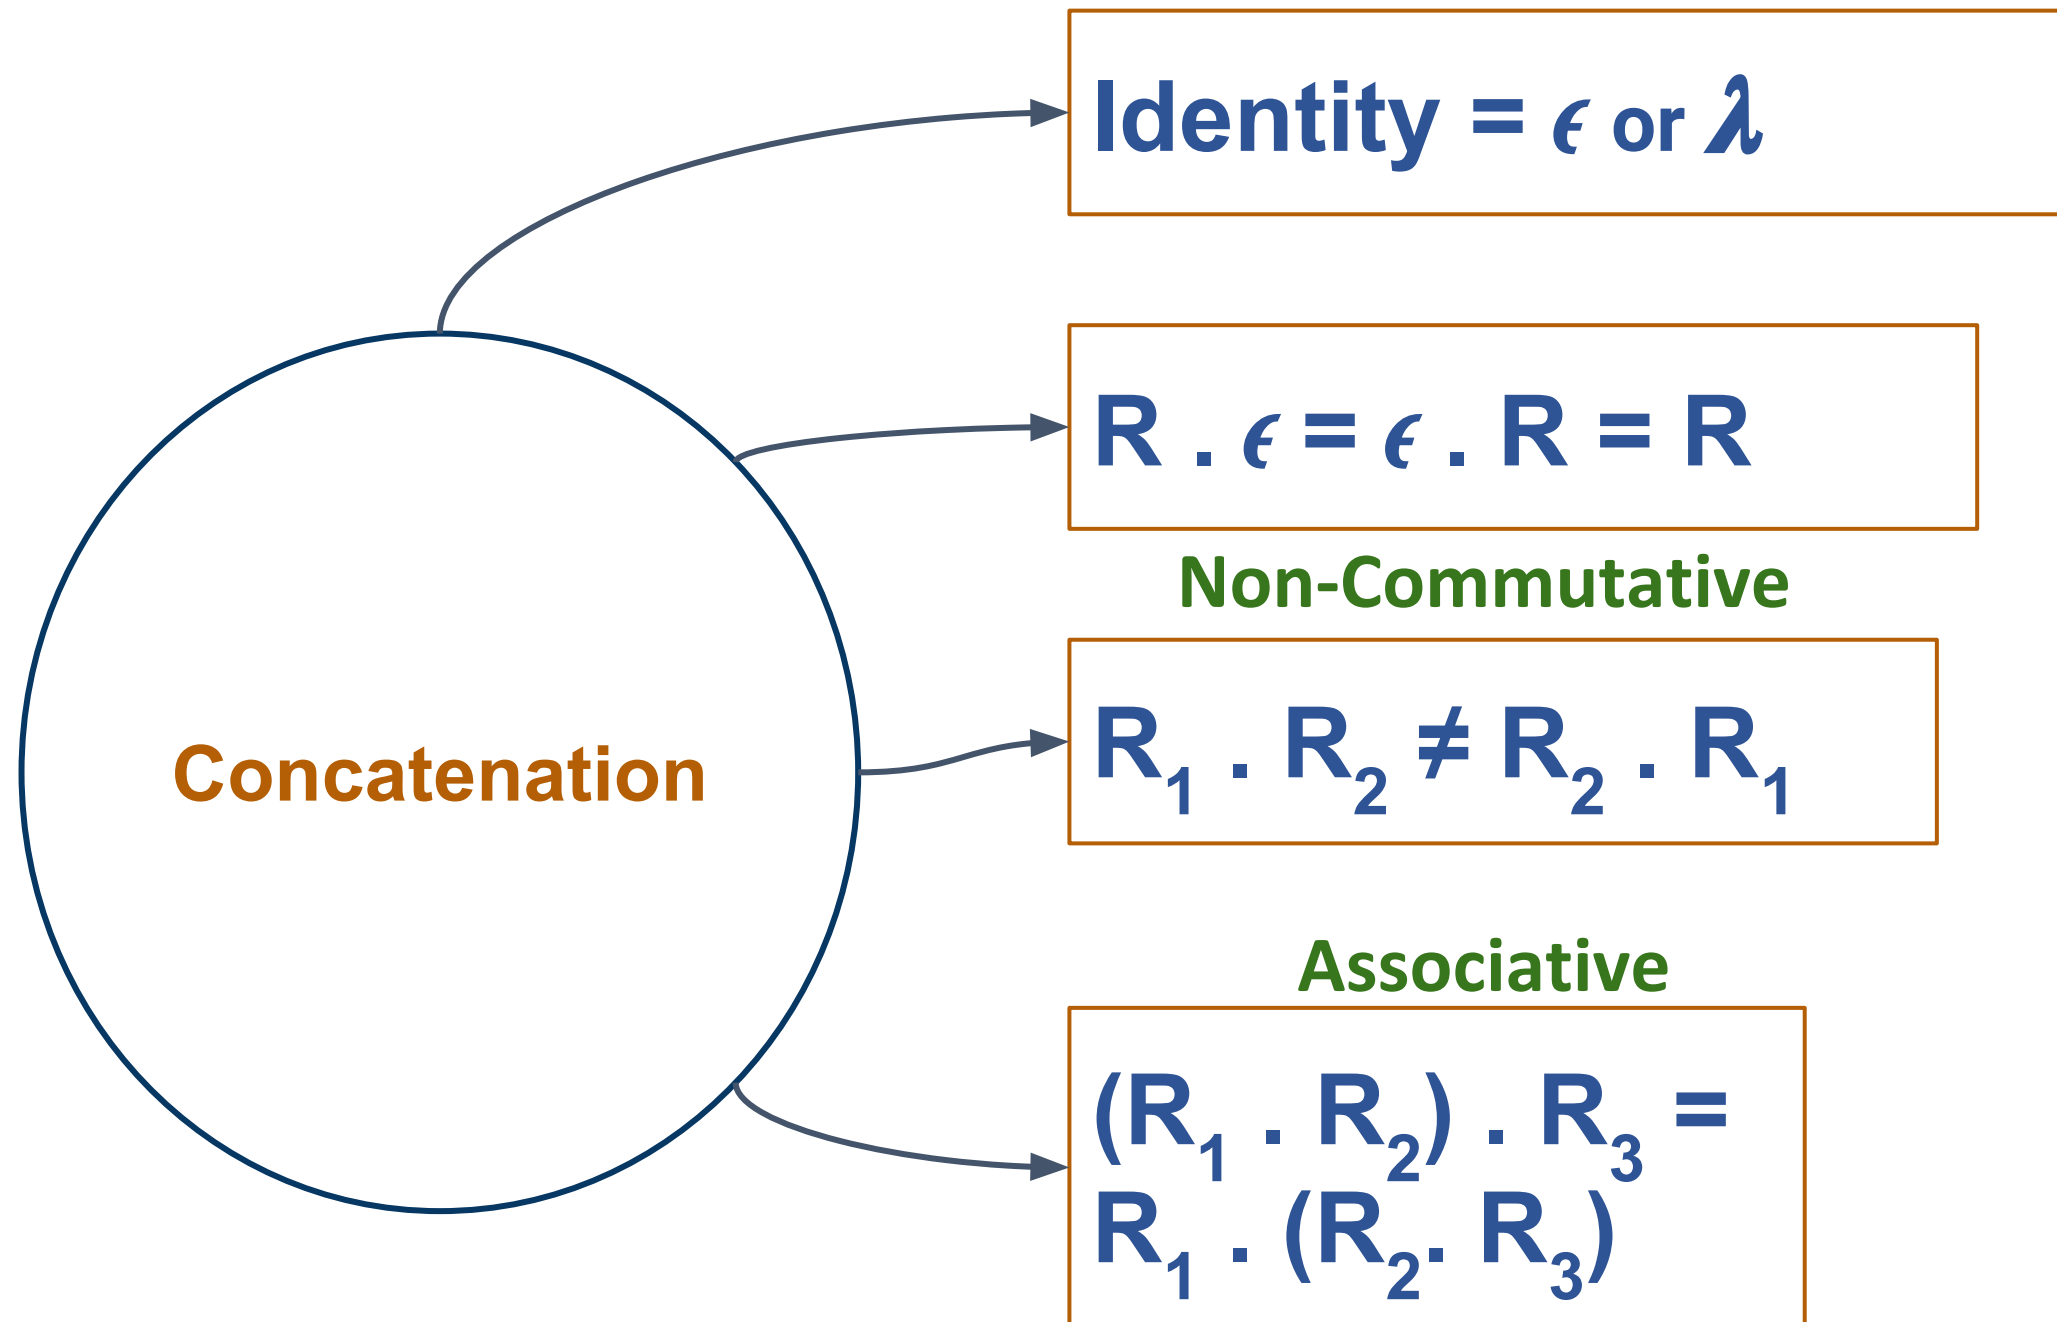 Identity = ϵ or λ
R . ϵ = ϵ . R = R
Non-Commutative
R₁ . R₂ ≠ R₂ . R₁
Concatenation
Associative
(R₁ . R₂) . R₃ =
R₁ . (R₂. R₃)